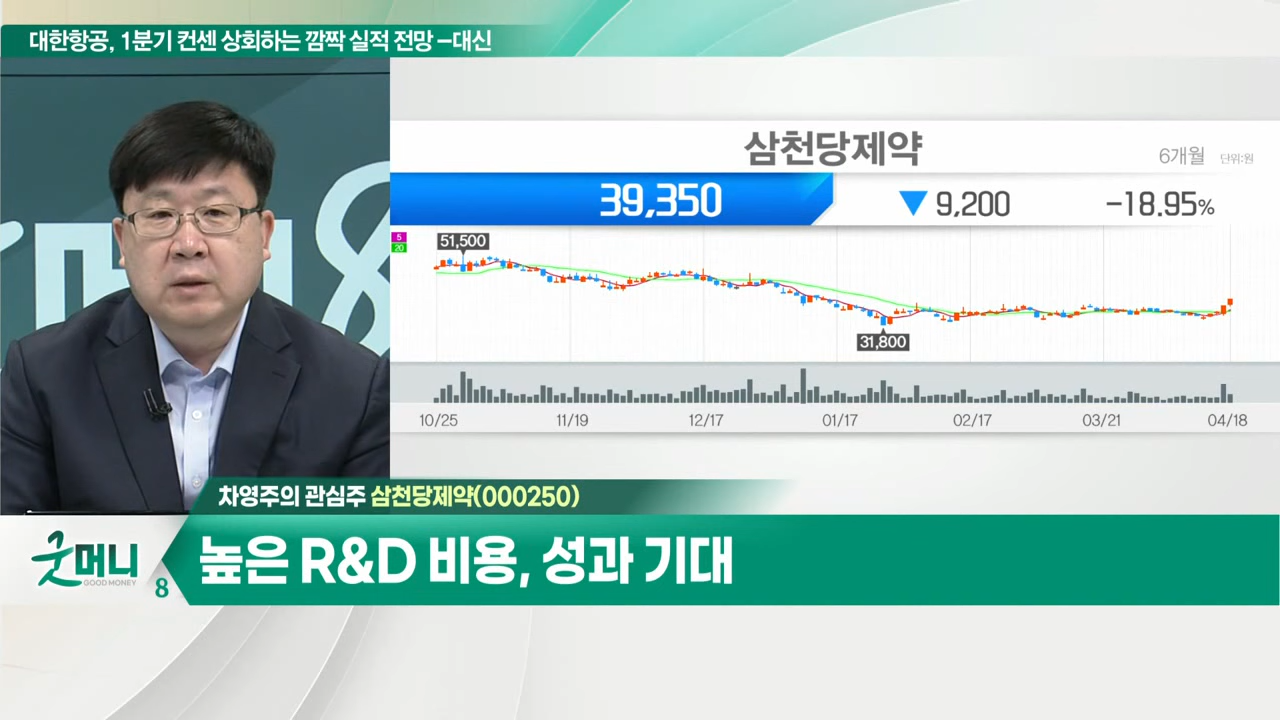 대한항공, 1분기 컨센 상회하는 깜짝 실적 전망 -대신
삼천당제약
6개월 단위:원
39,350 ▼ 9,200 -18.95%
5
20
51,500
31,800
10/25 11/19 12/17 01/17 02/17 03/21 04/18
차영주의 관심주 삼천당제약(000250)
높은 R&D 비용, 성과 기대
굿머니
GOOD MONEY
8